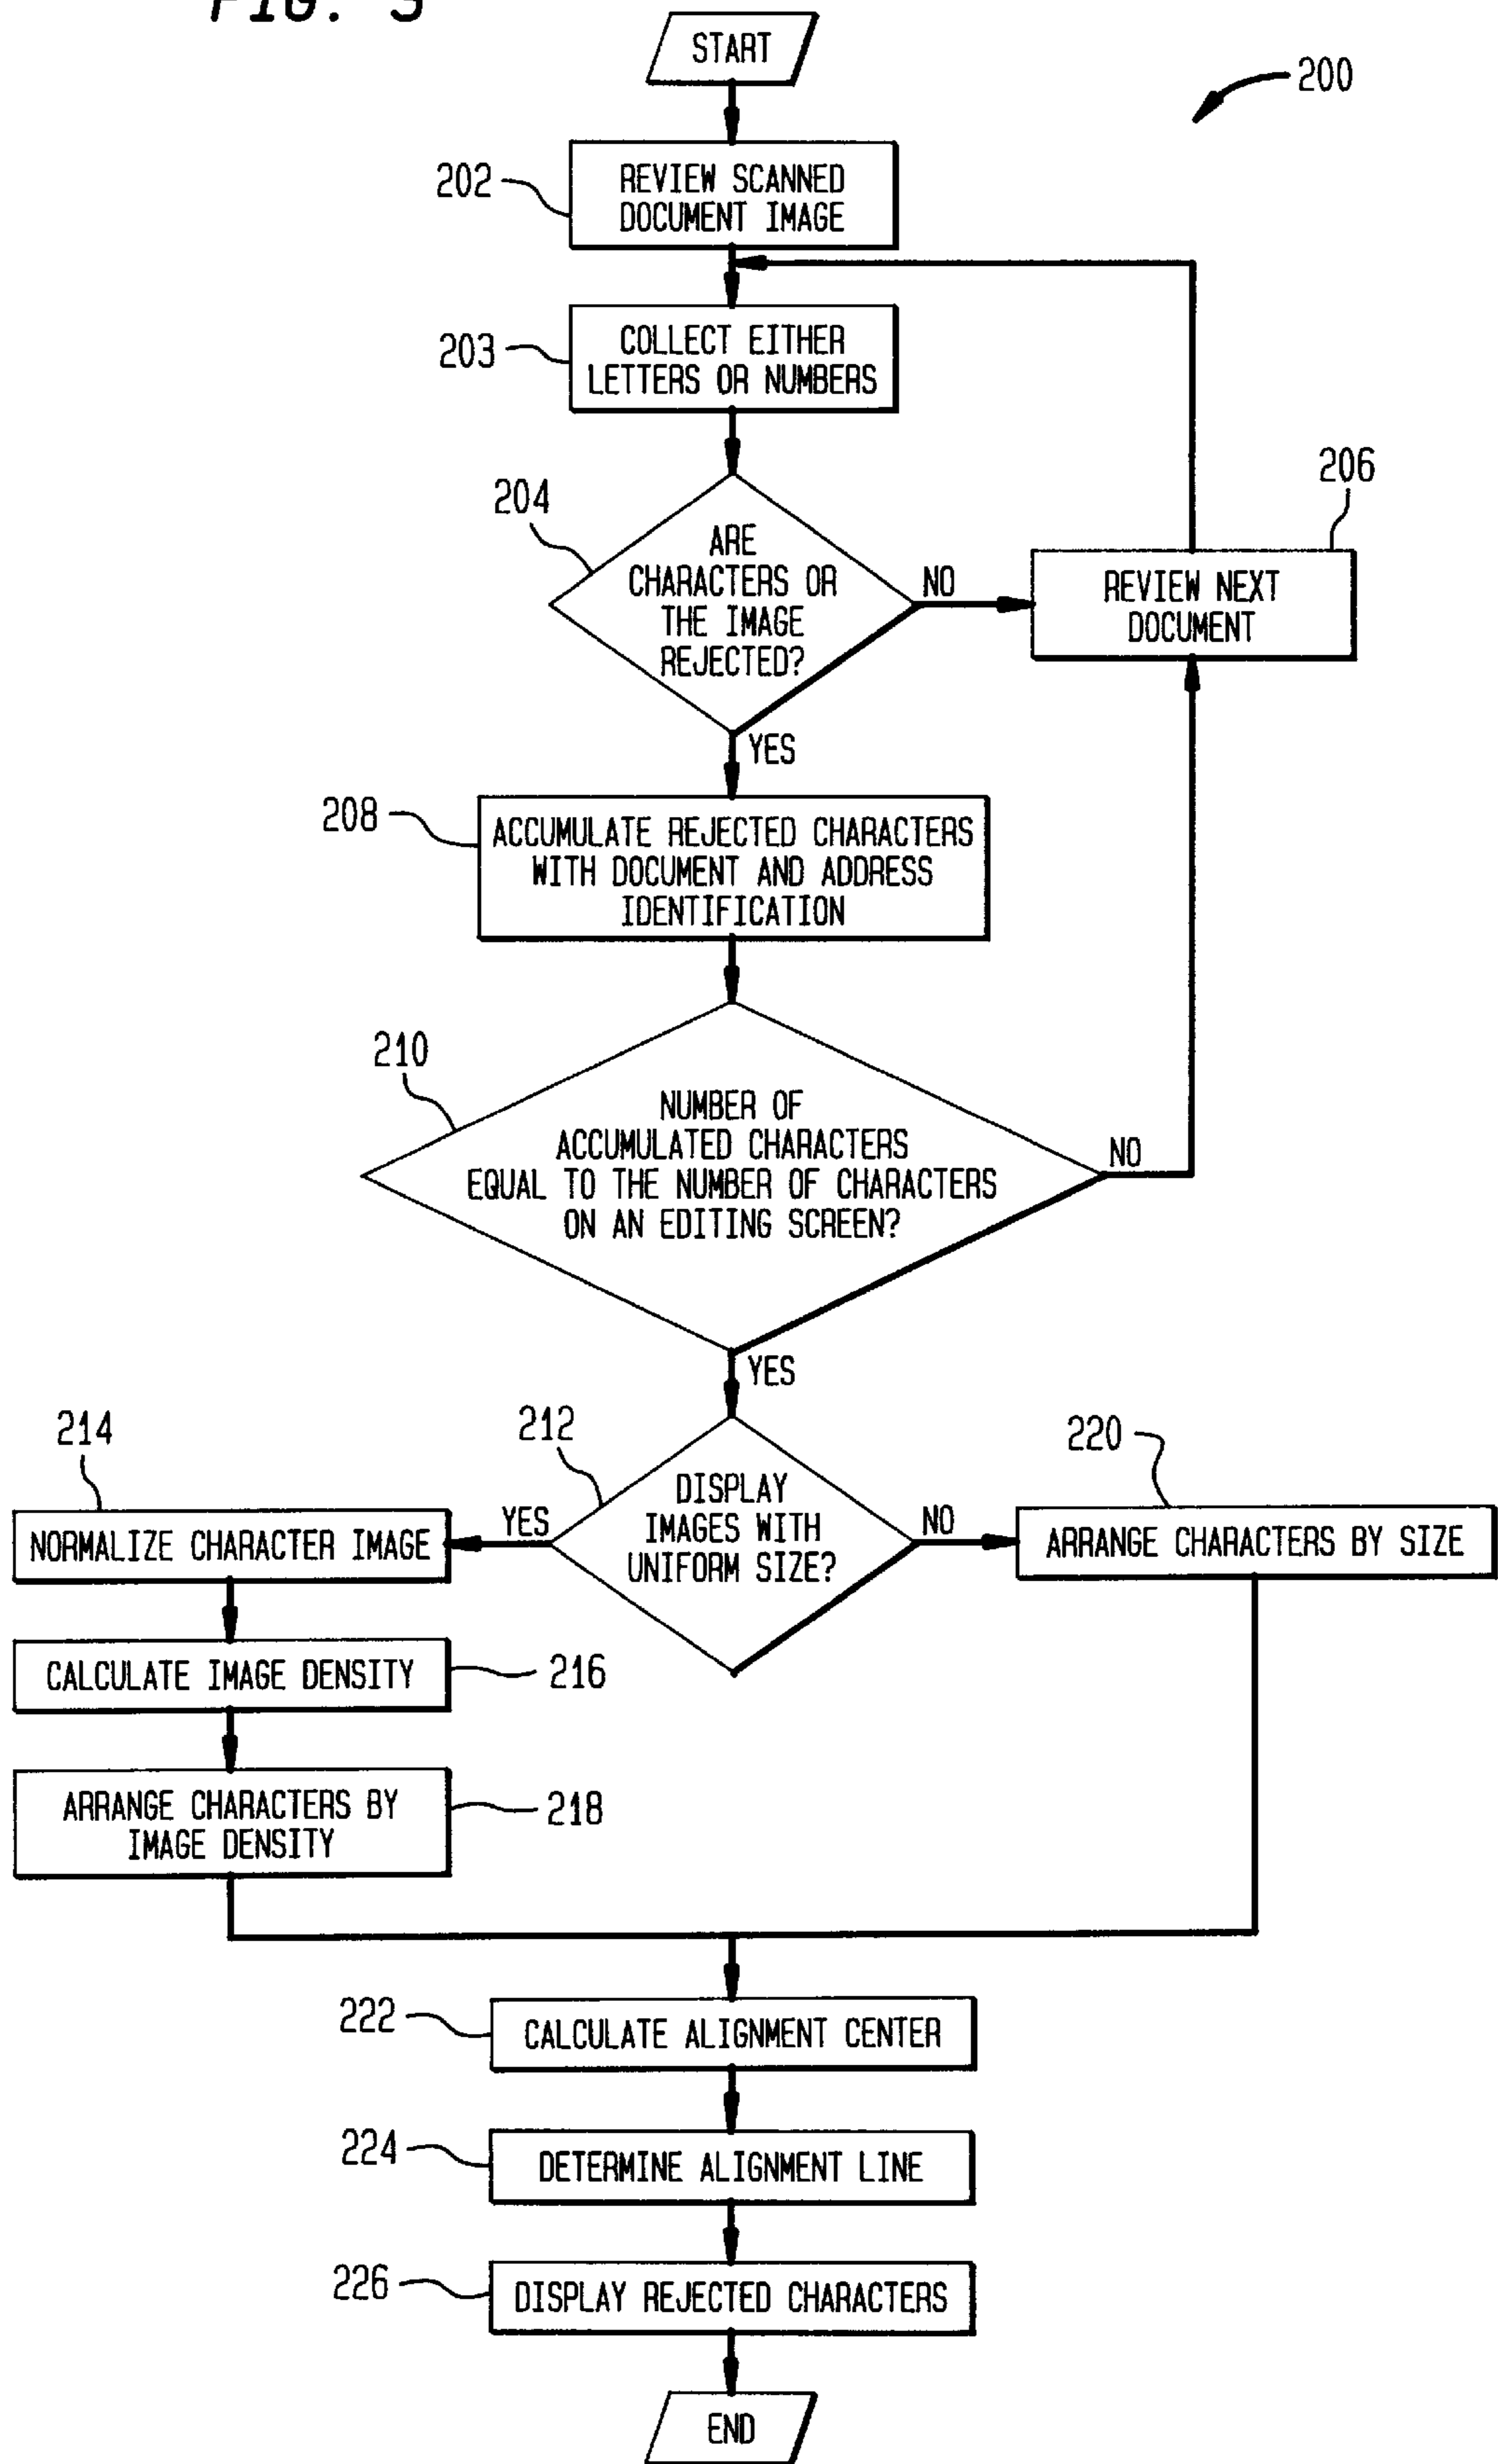 FIG. 3
START
200
202
REVIEW SCANNED
DOCUMENT IMAGE
203
COLLECT EITHER
LETTERS OR NUMBERS
204
ARE
CHARACTERS OR
THE IMAGE
REJECTED?
NO
206
REVIEW NEXT
DOCUMENT
YES
208
ACCUMULATE REJECTED CHARACTERS
WITH DOCUMENT AND ADDRESS
IDENTIFICATION
210
NUMBER OF
ACCUMULATED CHARACTERS
EQUAL TO THE NUMBER OF CHARACTERS
ON AN EDITING SCREEN?
NO
YES
212
DISPLAY
IMAGES WITH
UNIFORM SIZE?
YES
NO
214
NORMALIZE CHARACTER IMAGE
220
ARRANGE CHARACTERS BY SIZE
CALCULATE IMAGE DENSITY
216
ARRANGE CHARACTERS BY
IMAGE DENSITY
218
222
CALCULATE ALIGNMENT CENTER
224
DETERMINE ALIGNMENT LINE
226
DISPLAY REJECTED CHARACTERS
END